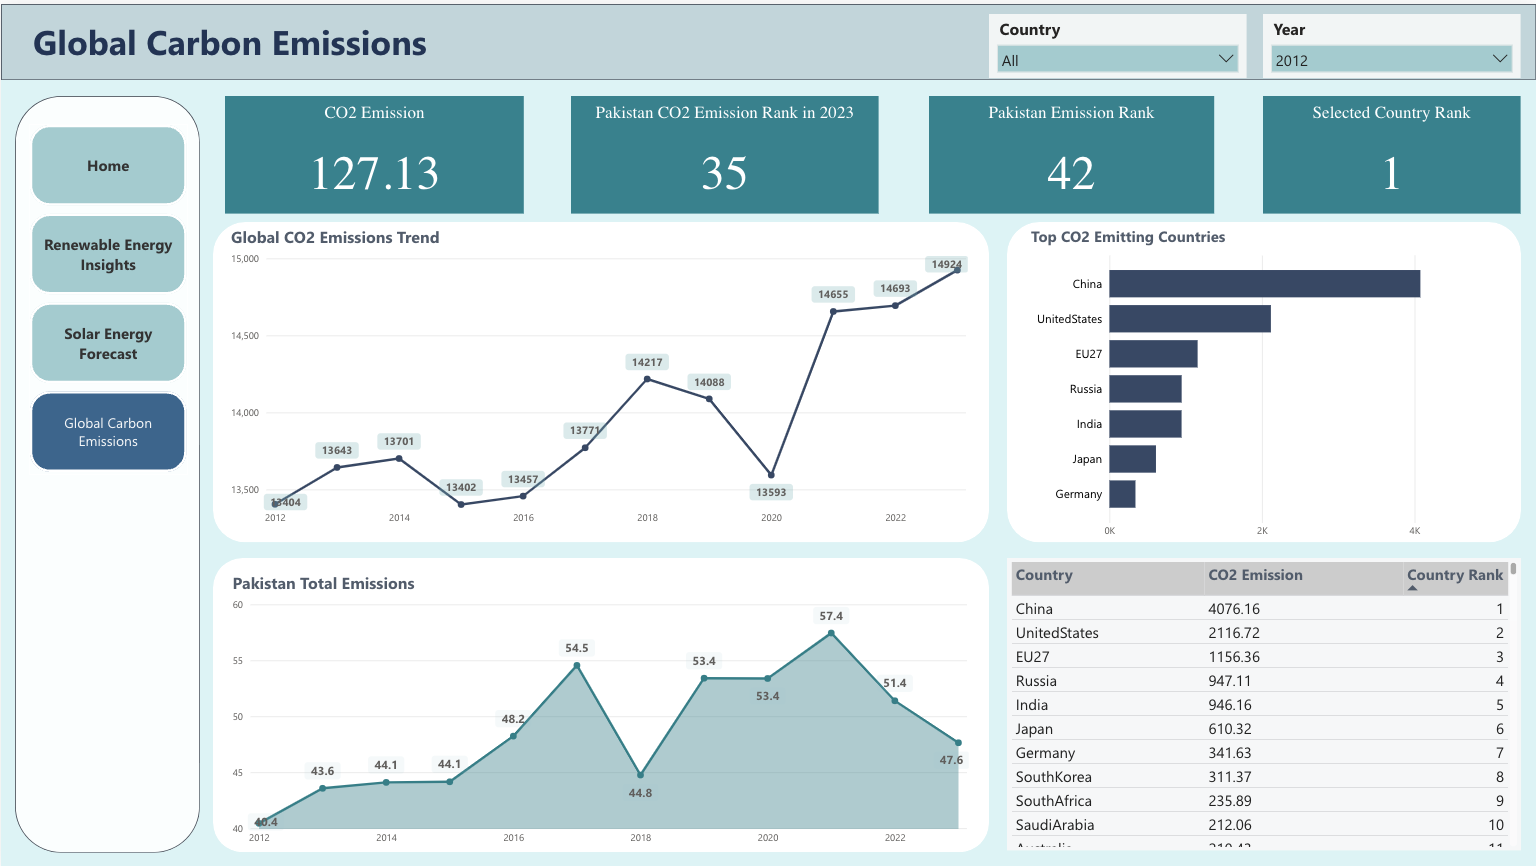 Global Carbon Emissions
Country
All
Year
2012
Home
Renewable Energy
Insights
Solar Energy
Forecast
Global Carbon
Emissions
CO2 Emission
127.13
Pakistan CO2 Emission Rank in 2023
35
Pakistan Emission Rank
42
Selected Country Rank
1
Global CO2 Emissions Trend
15,000
14,500
14,000
13,500
13404
13643
13701
13402
13457
13771
14217
14088
13593
14655
14693
14924
2012
2014
2016
2018
2020
2022
Top CO2 Emitting Countries
China
UnitedStates
EU27
Russia
India
Japan
Germany
0K
2K
4K
Pakistan Total Emissions
60
55
50
45
40
40.4
43.6
44.1
44.1
48.2
54.5
44.8
53.4
53.4
57.4
51.4
47.6
2012
2014
2016
2018
2020
2022
Country CO2 Emission Country Rank
China 4076.16 1
UnitedStates 2116.72 2
EU27 1156.36 3
Russia 947.11 4
India 946.16 5
Japan 610.32 6
Germany 341.63 7
SouthKorea 311.37 8
SouthAfrica 235.89 9
SaudiArabia 212.06 10